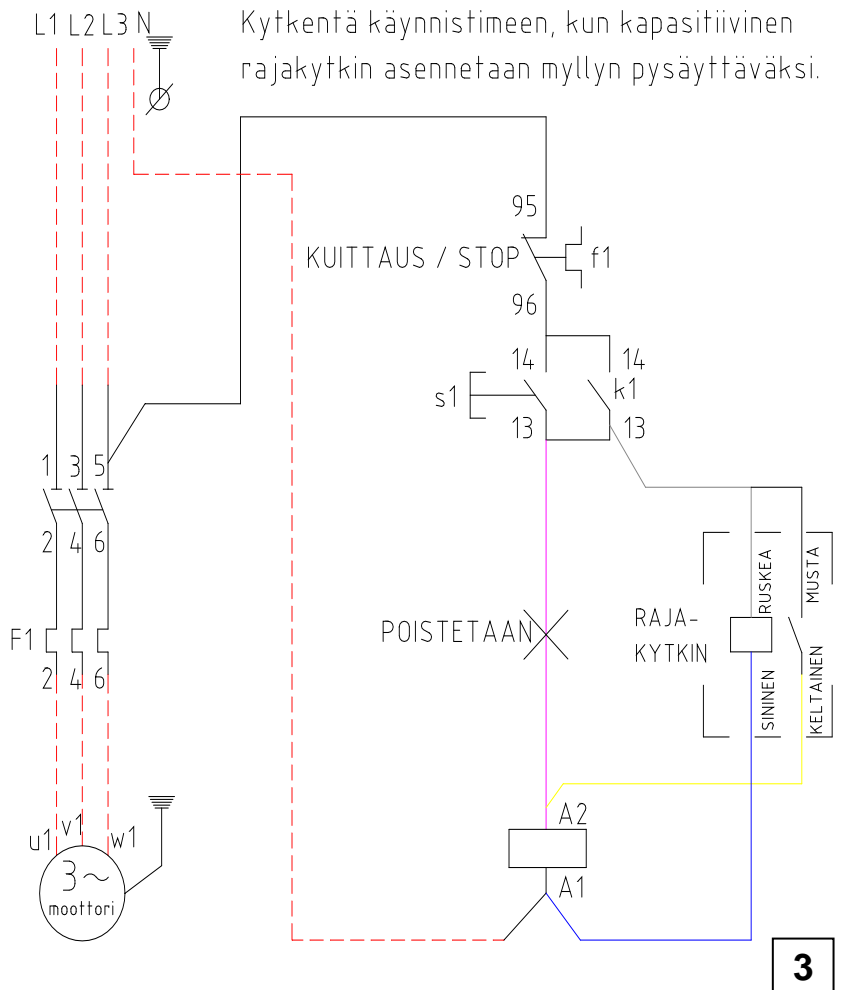 L1 L2 L3 N
Kytkentä käynnistimeen, kun kapasitiivinen
rajakytkin asennetaan myllyn pysäyttäväksi.
95
KUITTAUS / STOP
f1
96
14
14
s1
k1
13
13
1 3 5
2 4 6
F1
2 4 6
POISTETAAN
RAJA-
KYTKIN
RUSKEA
MUSTA
SININEN
KELTAINEN
A2
A1
u1 v1 w1
3~
moottori
3